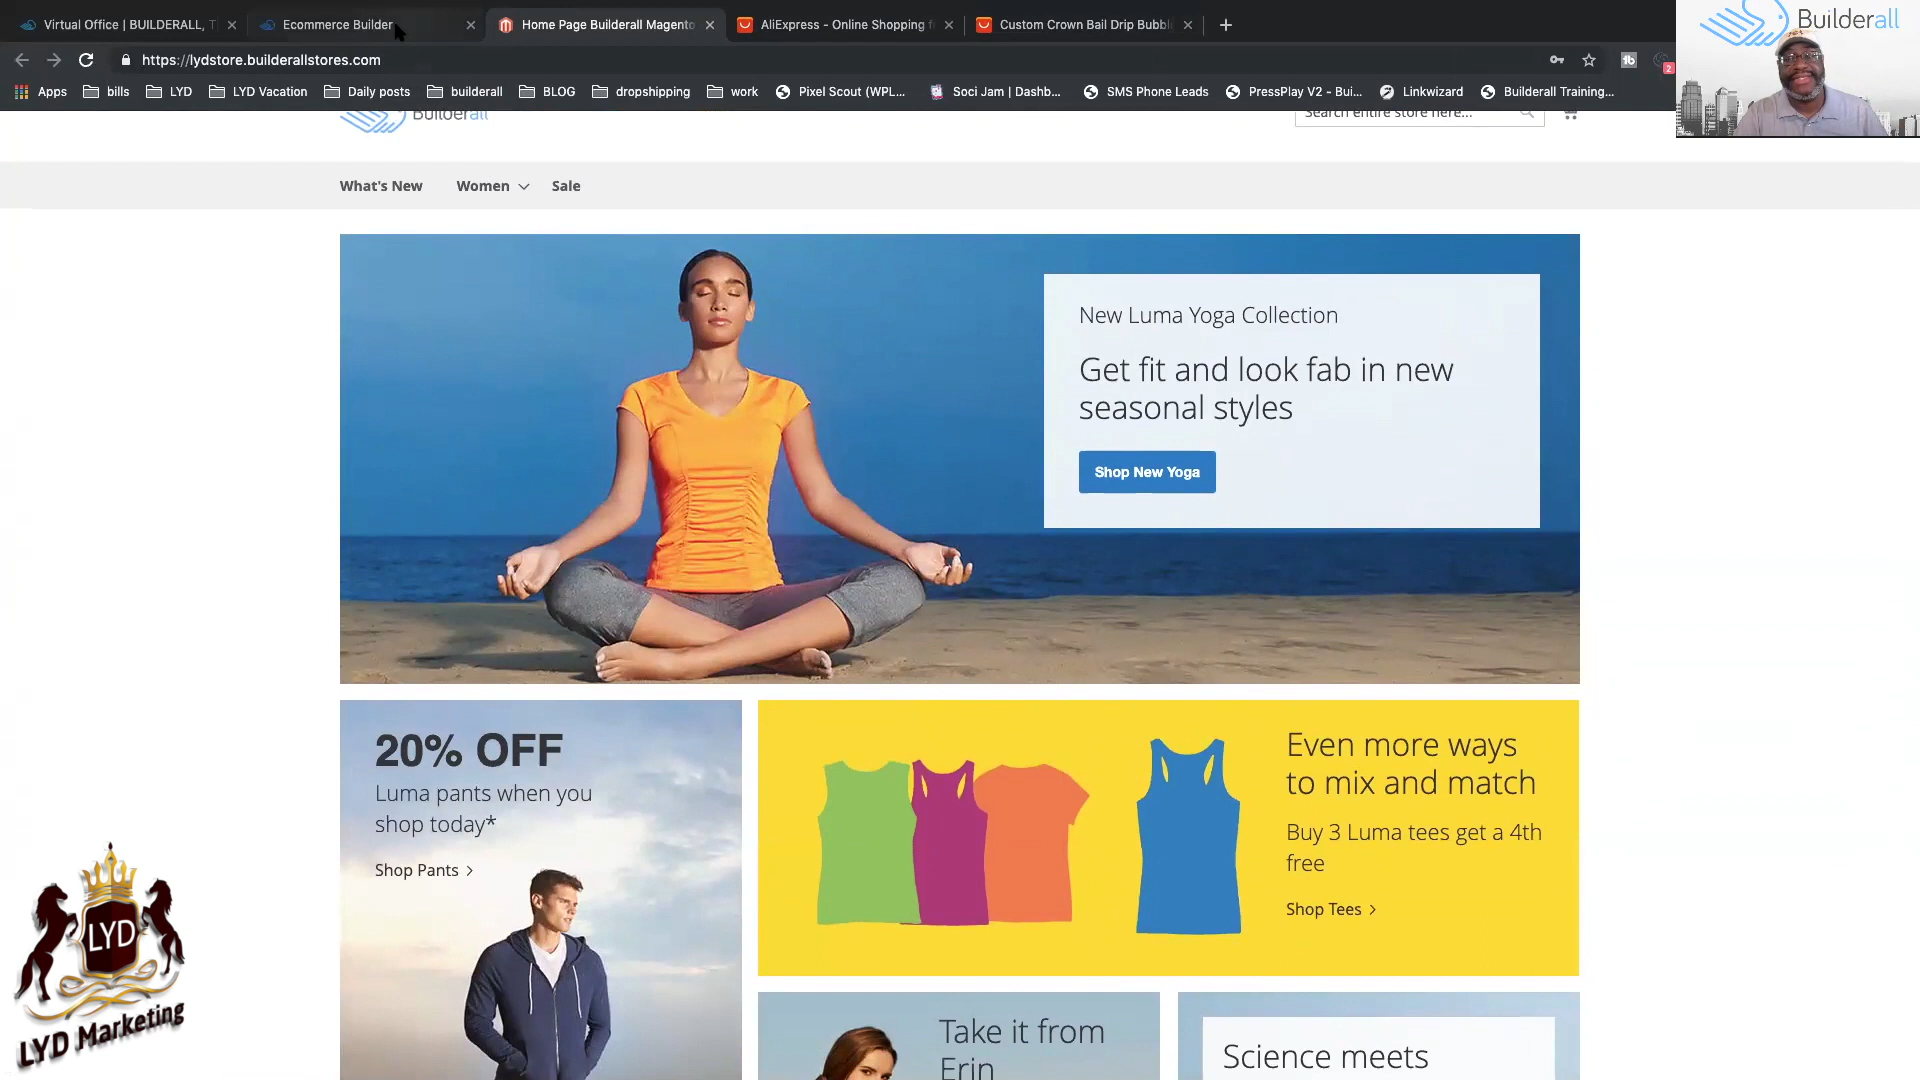 Virtual Office | BUILDERALL, T
Ecommerce Builder
Home Page Builderall Magento
AliExpress - Online Shopping f
Custom Crown Bail Drip Bubbl
https://lydstore.builderallstores.com
Apps
bills
LYD
LYD Vacation
Daily posts
builderall
BLOG
dropshipping
work
Pixel Scout (WPL...
Soci Jam | Dashb...
SMS Phone Leads
PressPlay V2 - Bui...
Linkwizard
Builderall Training...
tb
2
Builderall
Builderall
Search entire store here...
What's New
Women
Sale
New Luma Yoga Collection
Get fit and look fab in new
seasonal styles
Shop New Yoga
20% OFF
Luma pants when you
shop today*
Shop Pants >
Even more ways
to mix and match
Buy 3 Luma tees get a 4th
free
Shop Tees >
Take it from
Erin
Science meets
LYD
LYD Marketing